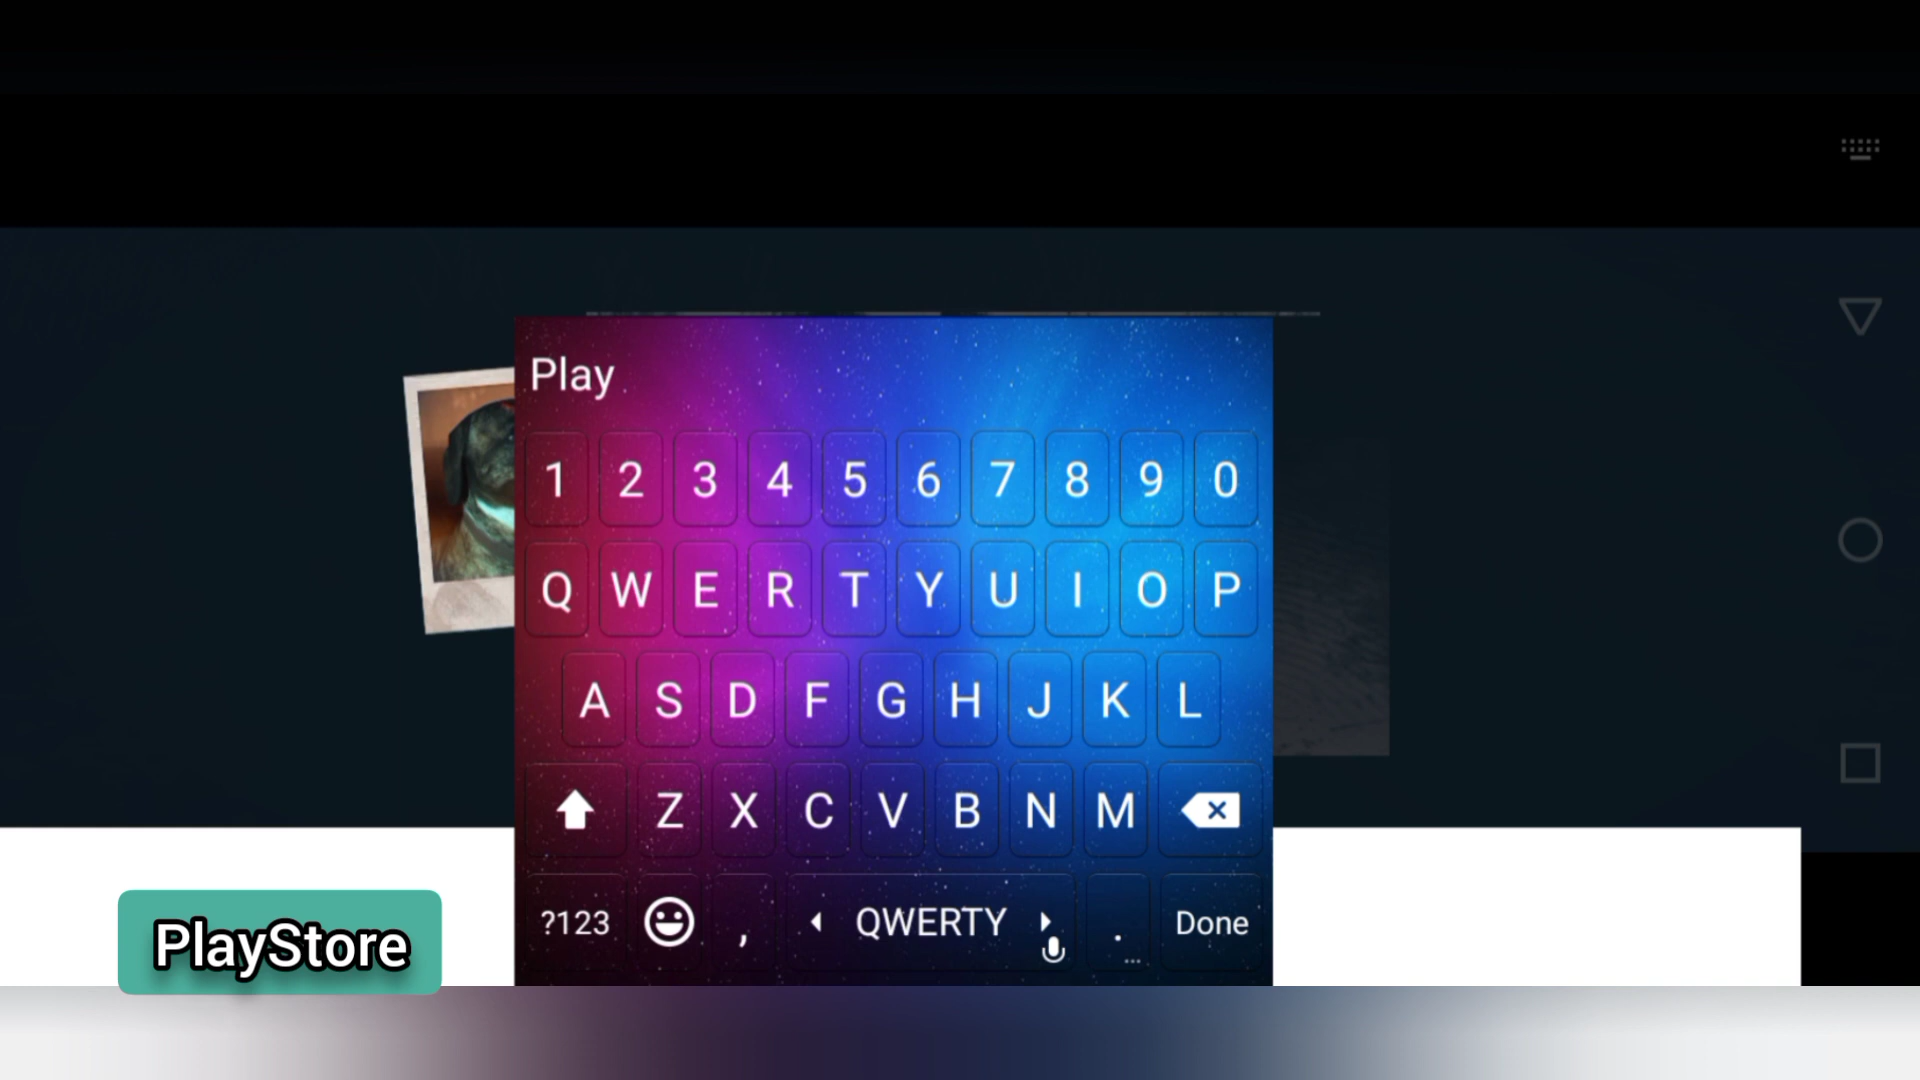 Play
1 2 3 4 5 6 7 8 9 0
Q W E R T Y U I O P
A S D F G H J K L
Z X C V B N M
?123 , QWERTY . ... Done
PlayStore